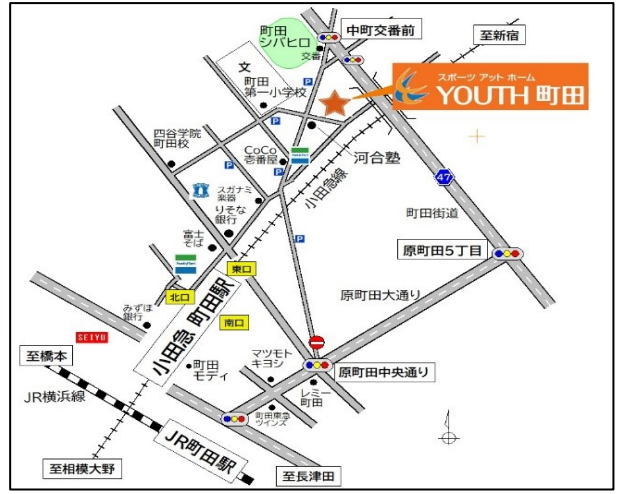 町田
シバヒロ
交番
中町交番前
至新宿
文
町田
第一小学校
スポーツ アット ホーム
YOUTH 町田
P
P
四谷学院
町田校
CoCo
壱番屋
P
FamilyMart
河合塾
小田急線
47
町田街道
スガナミ
楽器
りそな
銀行
富士
そば
FamilyMart
P
P
原町田5丁目
東口
北口
南口
小田急 町田駅
原町田大通り
みずほ
銀行
SEIYU
至橋本
JR横浜線
町田
モディ
マツモト
キヨシ
原町田中央通り
レミー
町田
町田東急
ツインズ
JR町田駅
至相模大野
至長津田